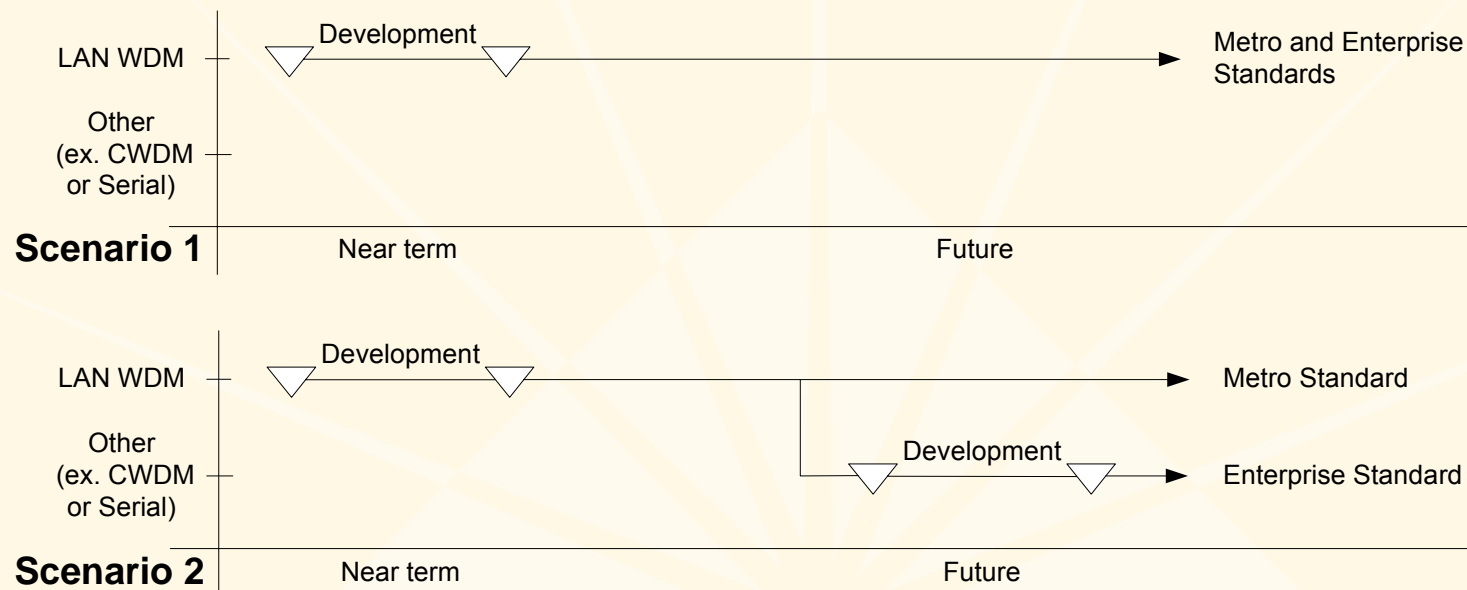 Development
LAN WDM
Metro and Enterprise
Standards
Other
(ex. CWDM
or Serial)
Scenario 1
Near term
Future
Development
LAN WDM
Metro Standard
Other
(ex. CWDM
or Serial)
Development
Enterprise Standard
Scenario 2
Near term
Future